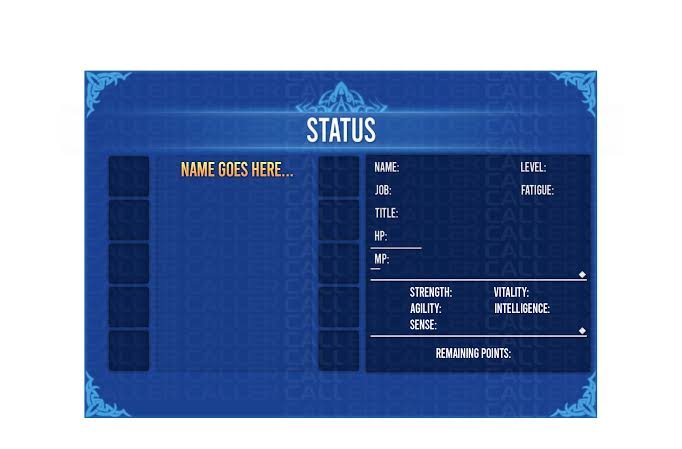 STATUS
NAME GOES HERE...
NAME: LEVEL:
JOB: FATIGUE:
TITLE:
HP:
MP:
STRENGTH: VITALITY:
AGILITY: INTELLIGENCE:
SENSE:
REMAINING POINTS: